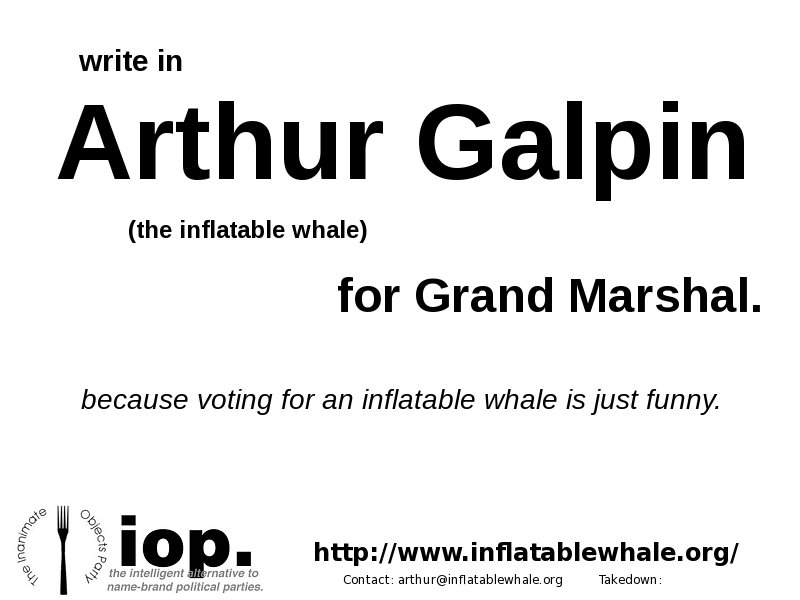 write in
Arthur Galpin
(the inflatable whale)
for Grand Marshal.
because voting for an inflatable whale is just funny.
The Inanimate Objects Party
iop.
the intelligent alternative to
name-brand political parties.
http://www.inflatablewhale.org/
Contact: arthur@inflatablewhale.org Takedown: